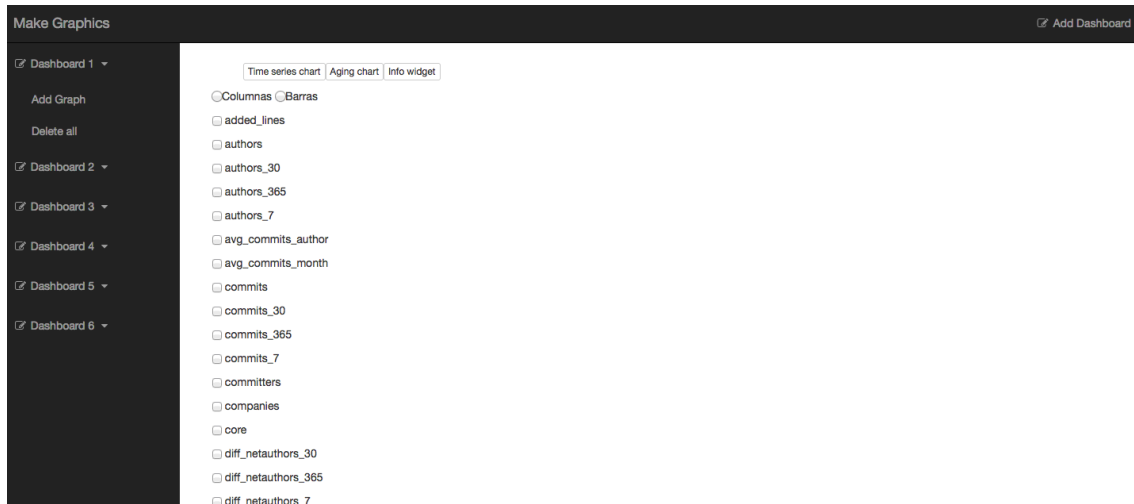 Make Graphics
Add Dashboard
Dashboard 1
Add Graph
Delete all
Dashboard 2
Dashboard 3
Dashboard 4
Dashboard 5
Dashboard 6
Time series chart Aging chart Info widget
Columnas Barras
added_lines
authors
authors_30
authors_365
authors_7
avg_commits_author
avg_commits_month
commits
commits_30
commits_365
commits_7
committers
companies
core
diff_netauthors_30
diff_netauthors_365
diff_netauthors_7